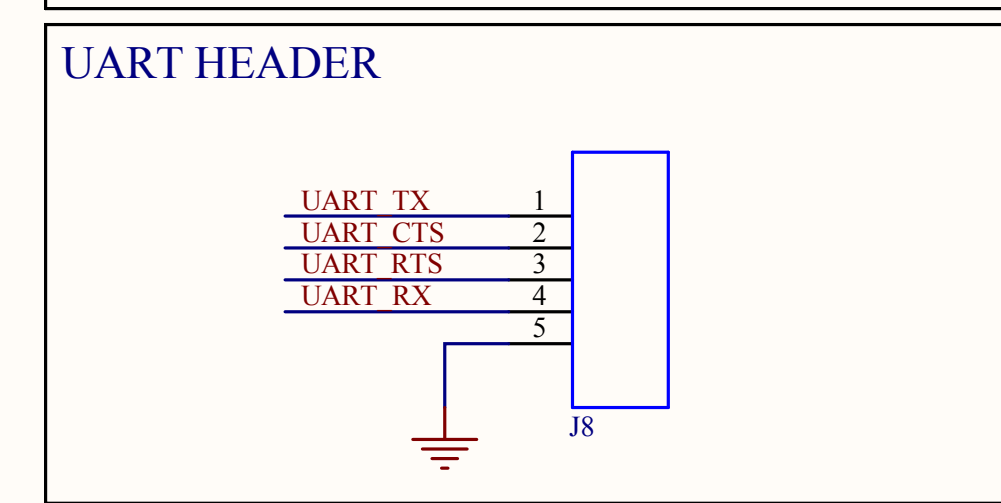 UART HEADER
UART_TX 1
UART_CTS 2
UART_RTS 3
UART_RX 4
5
J8